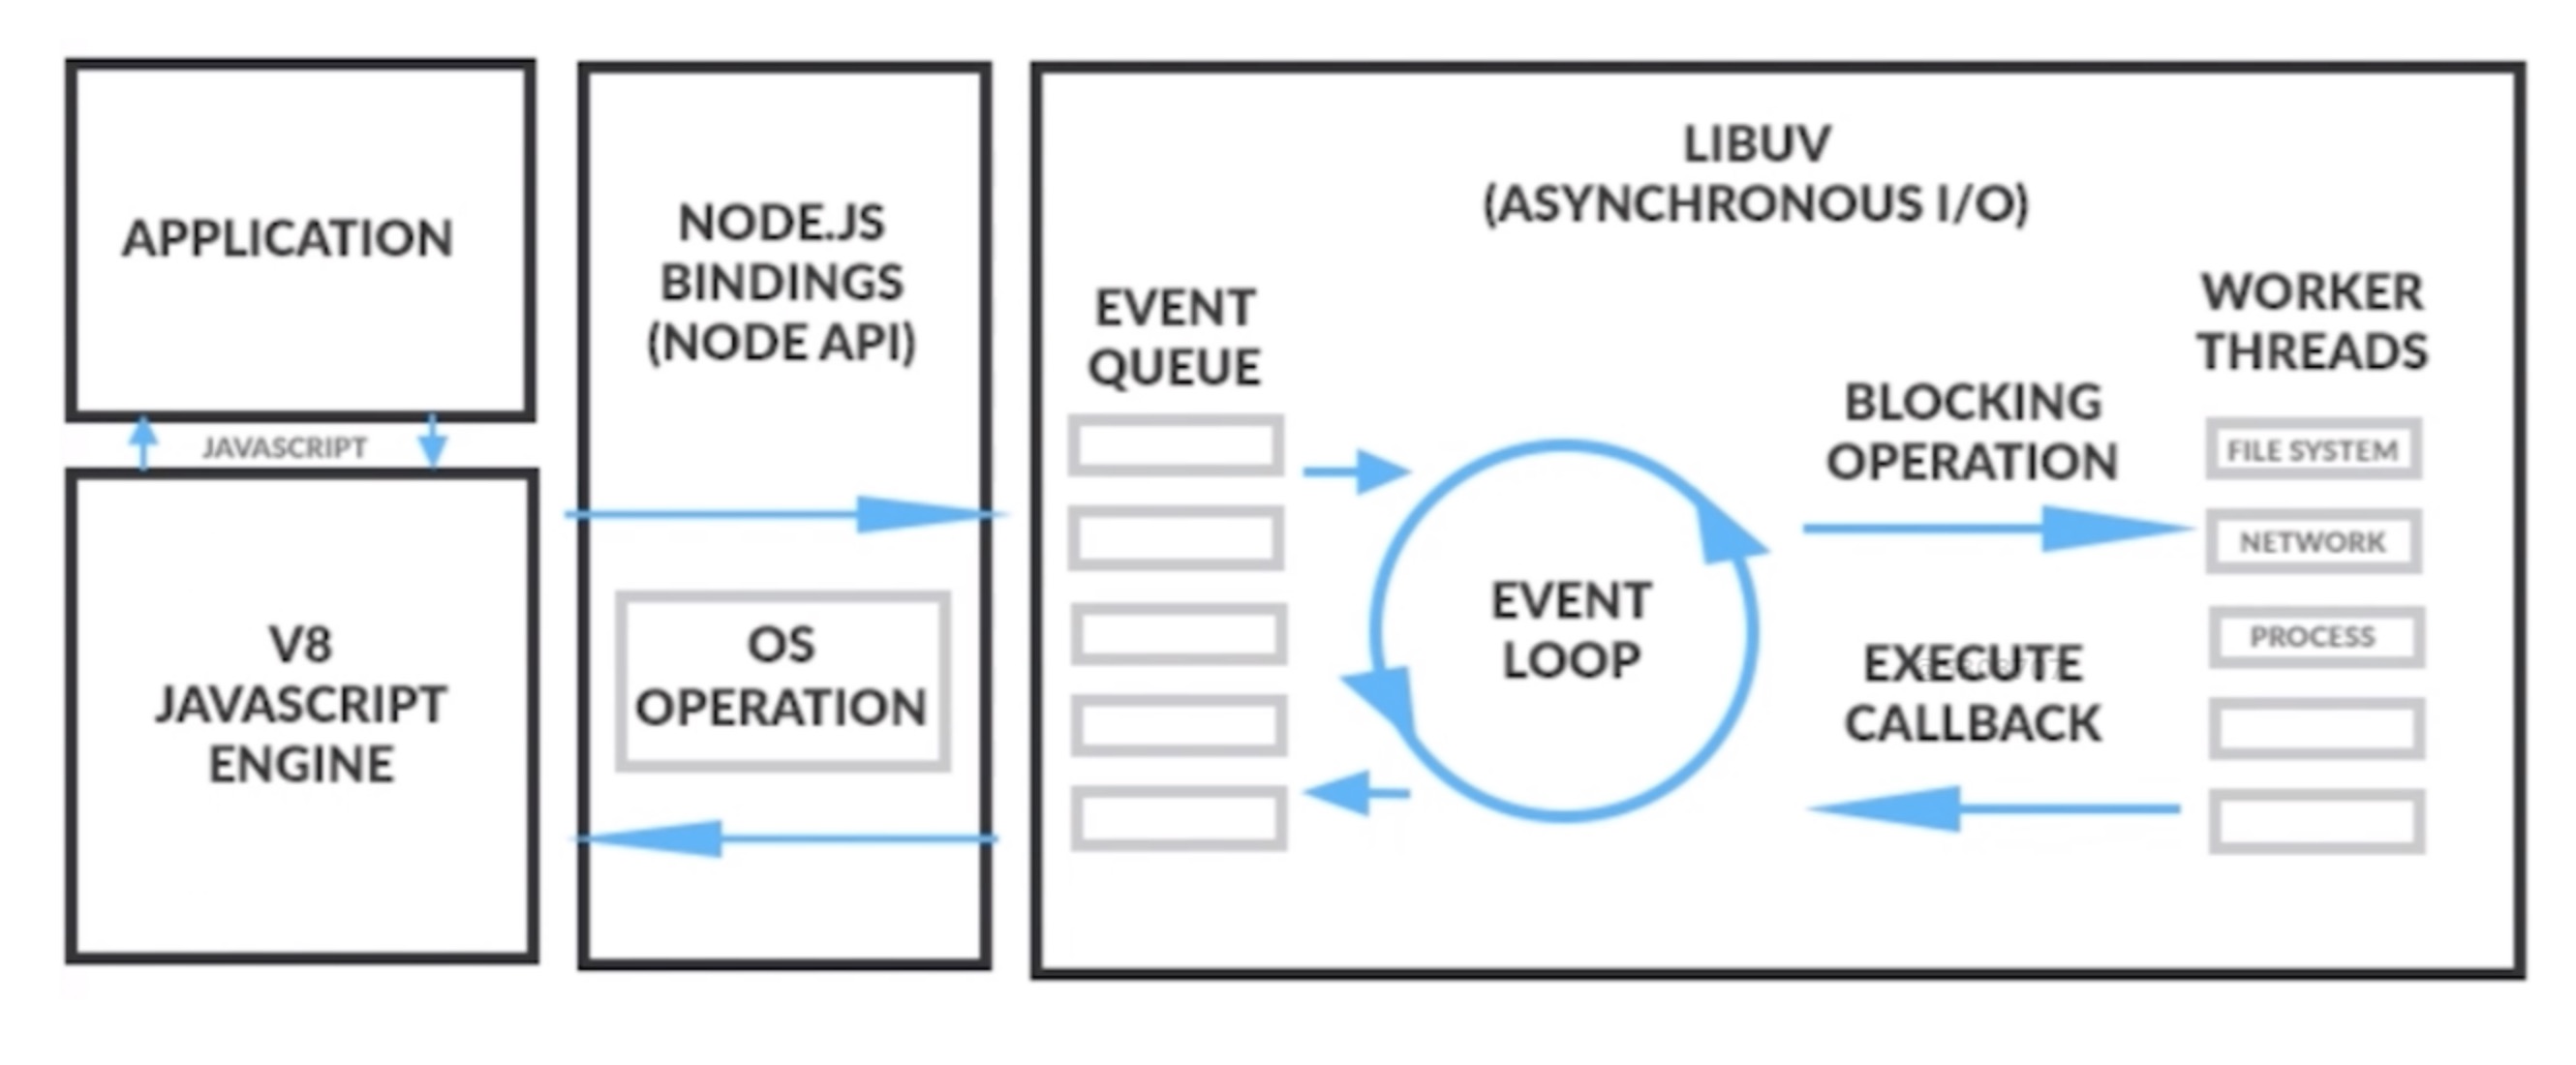 APPLICATION
JAVASCRIPT
V8
JAVASCRIPT
ENGINE
NODE.JS
BINDINGS
(NODE API)
OS
OPERATION
LIBUV
(ASYNCHRONOUS I/O)
EVENT
QUEUE
EVENT
LOOP
BLOCKING
OPERATION
EXECUTE
CALLBACK
WORKER
THREADS
FILE SYSTEM
NETWORK
PROCESS